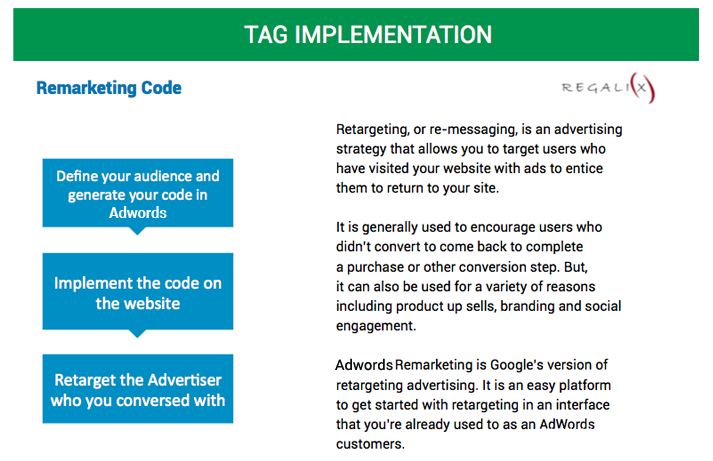 TAG IMPLEMENTATION
Remarketing Code
REGALI(X)
Define your audience and
generate your code in
Adwords
Implement the code on
the website
Retarget the Advertiser
who you conversed with
Retargeting, or re-messaging, is an advertising
strategy that allows you to target users who
have visited your website with ads to entice
them to return to your site.
It is generally used to encourage users who
didn't convert to come back to complete
a purchase or other conversion step. But,
it can also be used for a variety of reasons
including product up sells, branding and social
engagement.
Adwords Remarketing is Google's version of
retargeting advertising. It is an easy platform
to get started with retargeting in an interface
that you're already used to as an AdWords
customers.